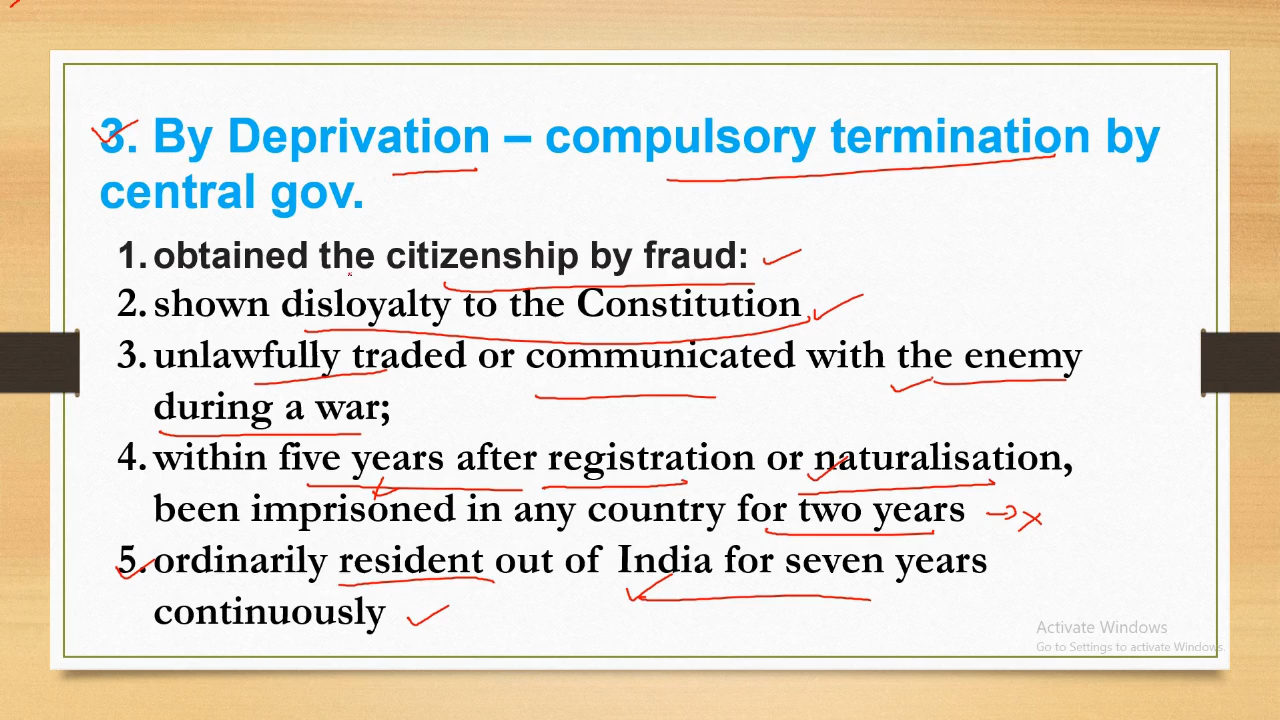 3. By Deprivation – compulsory termination by
central gov.
1. obtained the citizenship by fraud:
2. shown disloyalty to the Constitution
3. unlawfully traded or communicated with the enemy
during a war;
4. within five years after registration or naturalisation,
been imprisoned in any country for two years
5. ordinarily resident out of India for seven years
continuously
Activate Windows
Go to Settings to activate Windows.